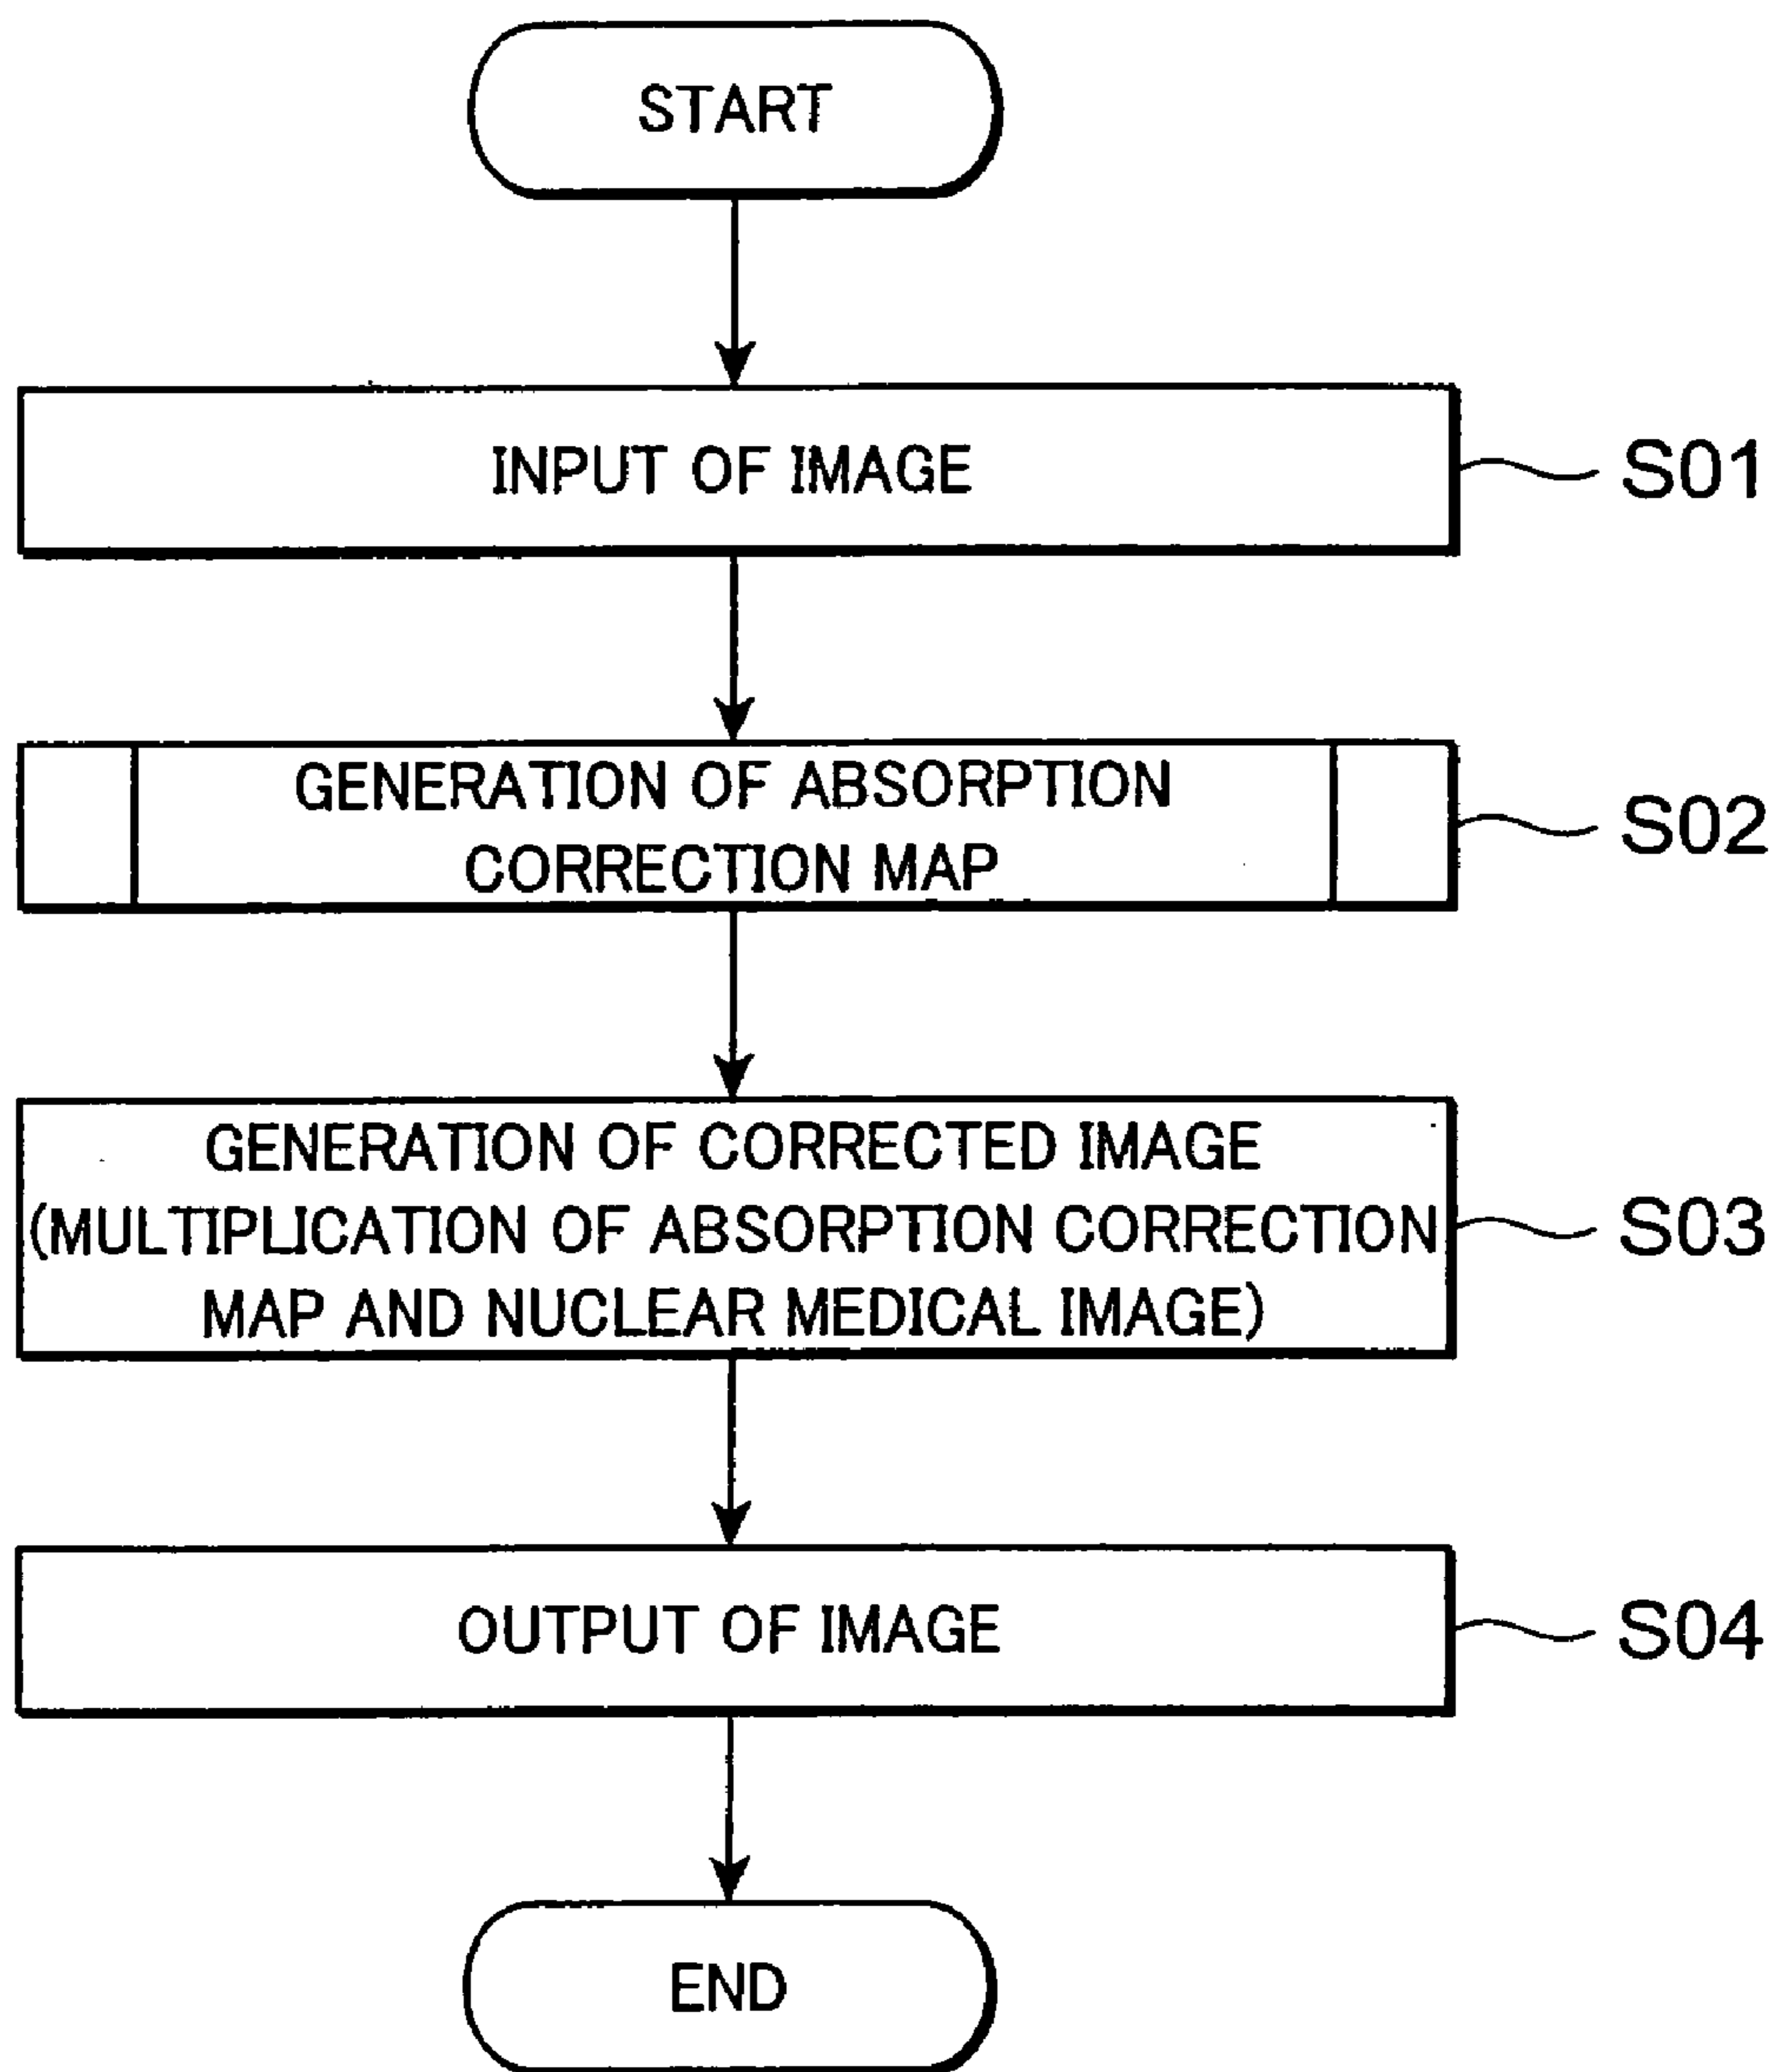 START
INPUT OF IMAGE
S01
GENERATION OF ABSORPTION
CORRECTION MAP
S02
GENERATION OF CORRECTED IMAGE
(MULTIPLICATION OF ABSORPTION CORRECTION
MAP AND NUCLEAR MEDICAL IMAGE)
S03
OUTPUT OF IMAGE
S04
END